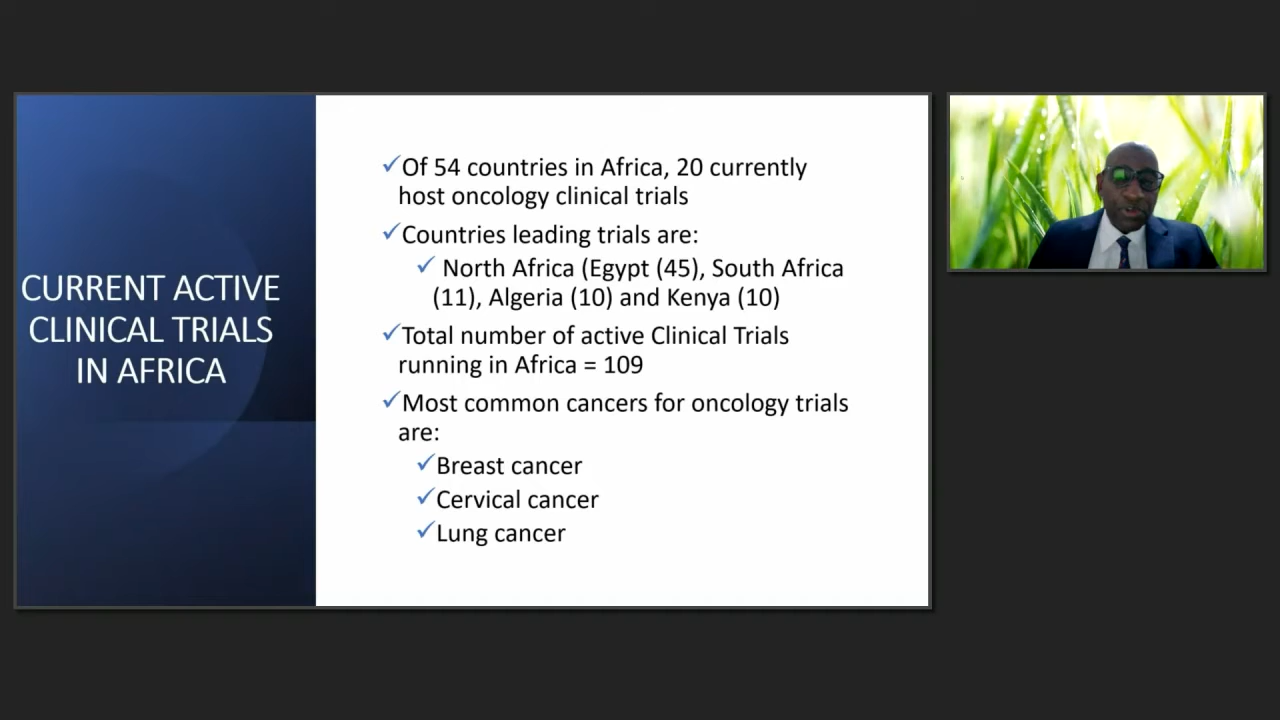 CURRENT ACTIVE
CLINICAL TRIALS
IN AFRICA
✓Of 54 countries in Africa, 20 currently
host oncology clinical trials
✓Countries leading trials are:
✓ North Africa (Egypt (45), South Africa
(11), Algeria (10) and Kenya (10)
✓Total number of active Clinical Trials
running in Africa = 109
✓Most common cancers for oncology trials
are:
✓Breast cancer
✓Cervical cancer
✓Lung cancer